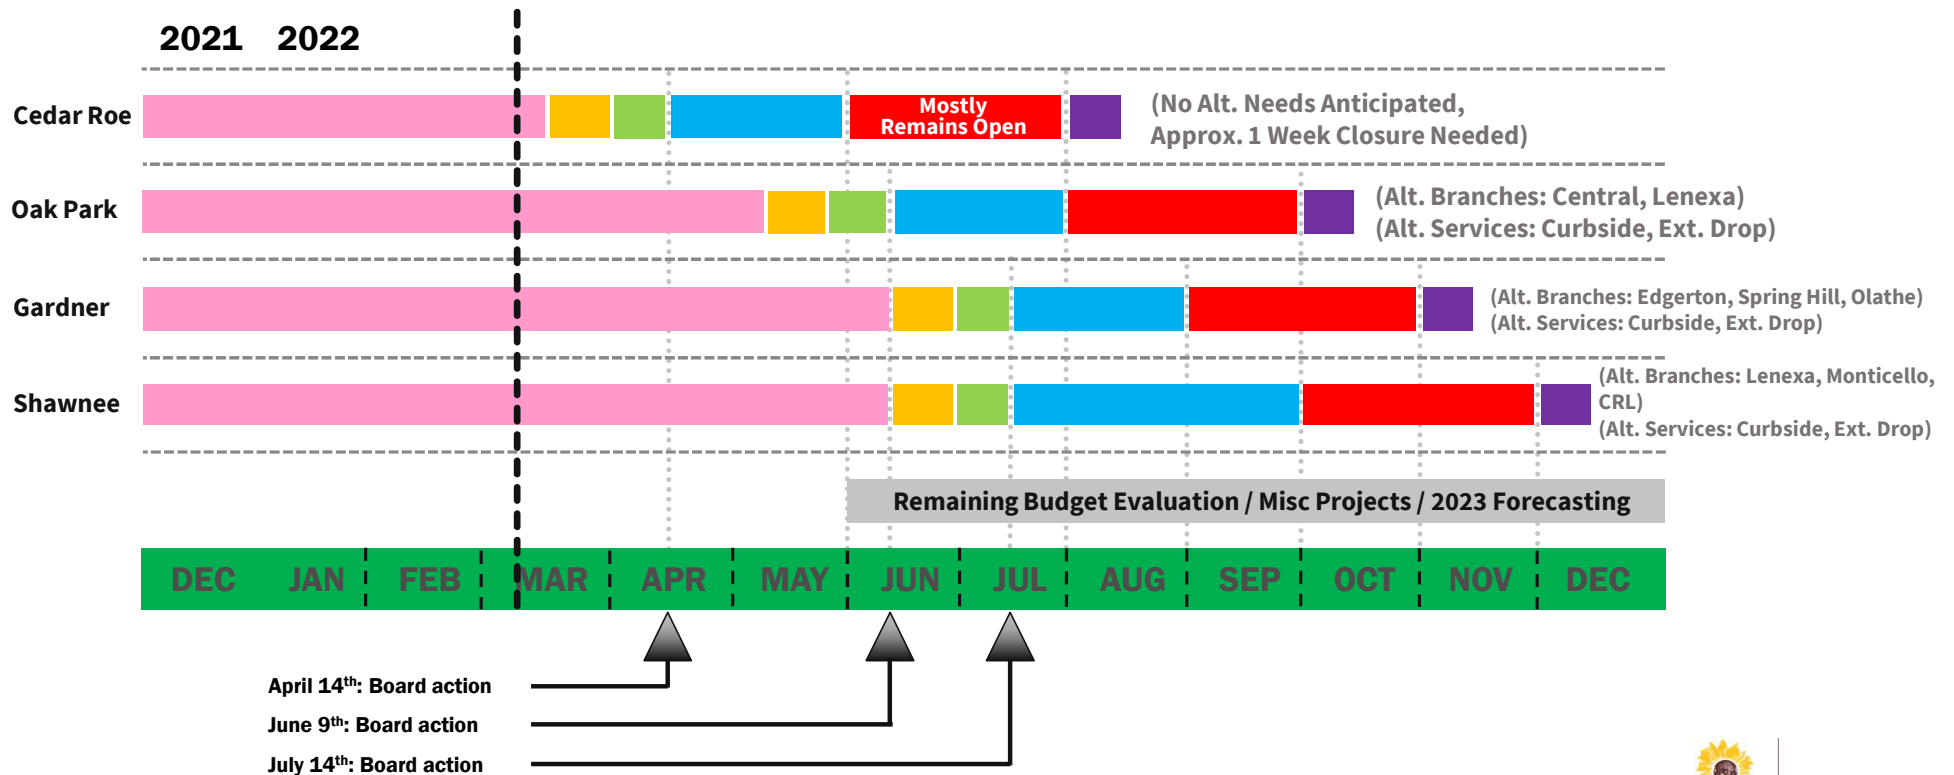 2021 2022
Cedar Roe
Mostly
Remains Open
(No Alt. Needs Anticipated,
Approx. 1 Week Closure Needed)
Oak Park
(Alt. Branches: Central, Lenexa)
(Alt. Services: Curbside, Ext. Drop)
Gardner
(Alt. Branches: Edgerton, Spring Hill, Olathe)
(Alt. Services: Curbside, Ext. Drop)
Shawnee
(Alt. Branches: Lenexa, Monticello,
CRL)
(Alt. Services: Curbside, Ext. Drop)
Remaining Budget Evaluation / Misc Projects / 2023 Forecasting
DEC JAN FEB MAR APR MAY JUN JUL AUG SEP OCT NOV DEC
April 14th: Board action
June 9th: Board action
July 14th: Board action